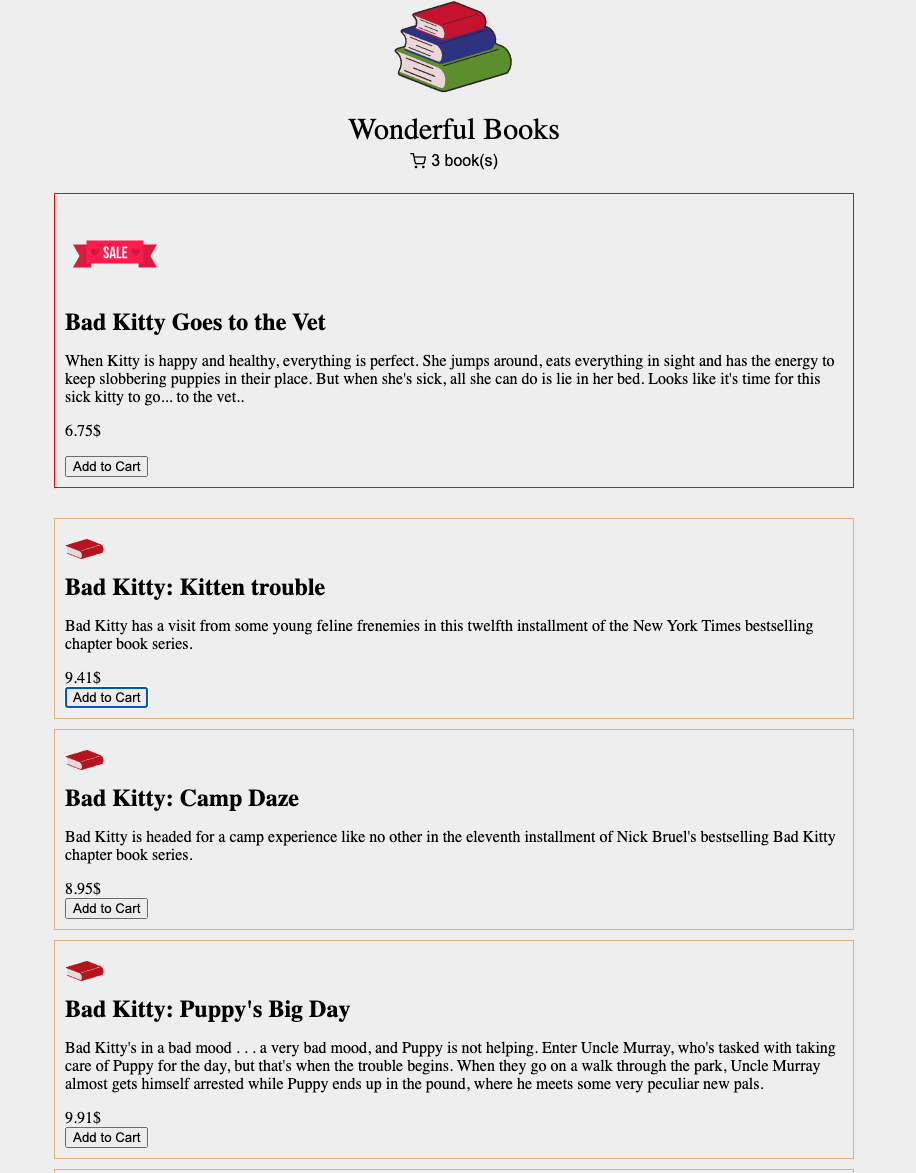 Wonderful Books
3 book(s)
SALE
Bad Kitty Goes to the Vet
When Kitty is happy and healthy, everything is perfect. She jumps around, eats everything in sight and has the energy to
keep slobbering puppies in their place. But when she's sick, all she can do is lie in her bed. Looks like it's time for this
sick kitty to go... to the vet..
6.75$
Add to Cart
Bad Kitty: Kitten trouble
Bad Kitty has a visit from some young feline frenemies in this twelfth installment of the New York Times bestselling
chapter book series.
9.41$
Add to Cart
Bad Kitty: Camp Daze
Bad Kitty is headed for a camp experience like no other in the eleventh installment of Nick Bruel's bestselling Bad Kitty
chapter book series.
8.95$
Add to Cart
Bad Kitty: Puppy's Big Day
Bad Kitty's in a bad mood . . . a very bad mood, and Puppy is not helping. Enter Uncle Murray, who's tasked with taking
care of Puppy for the day, but that's when the trouble begins. When they go on a walk through the park, Uncle Murray
almost gets himself arrested while Puppy ends up in the pound, where he meets some very peculiar new pals.
9.91$
Add to Cart